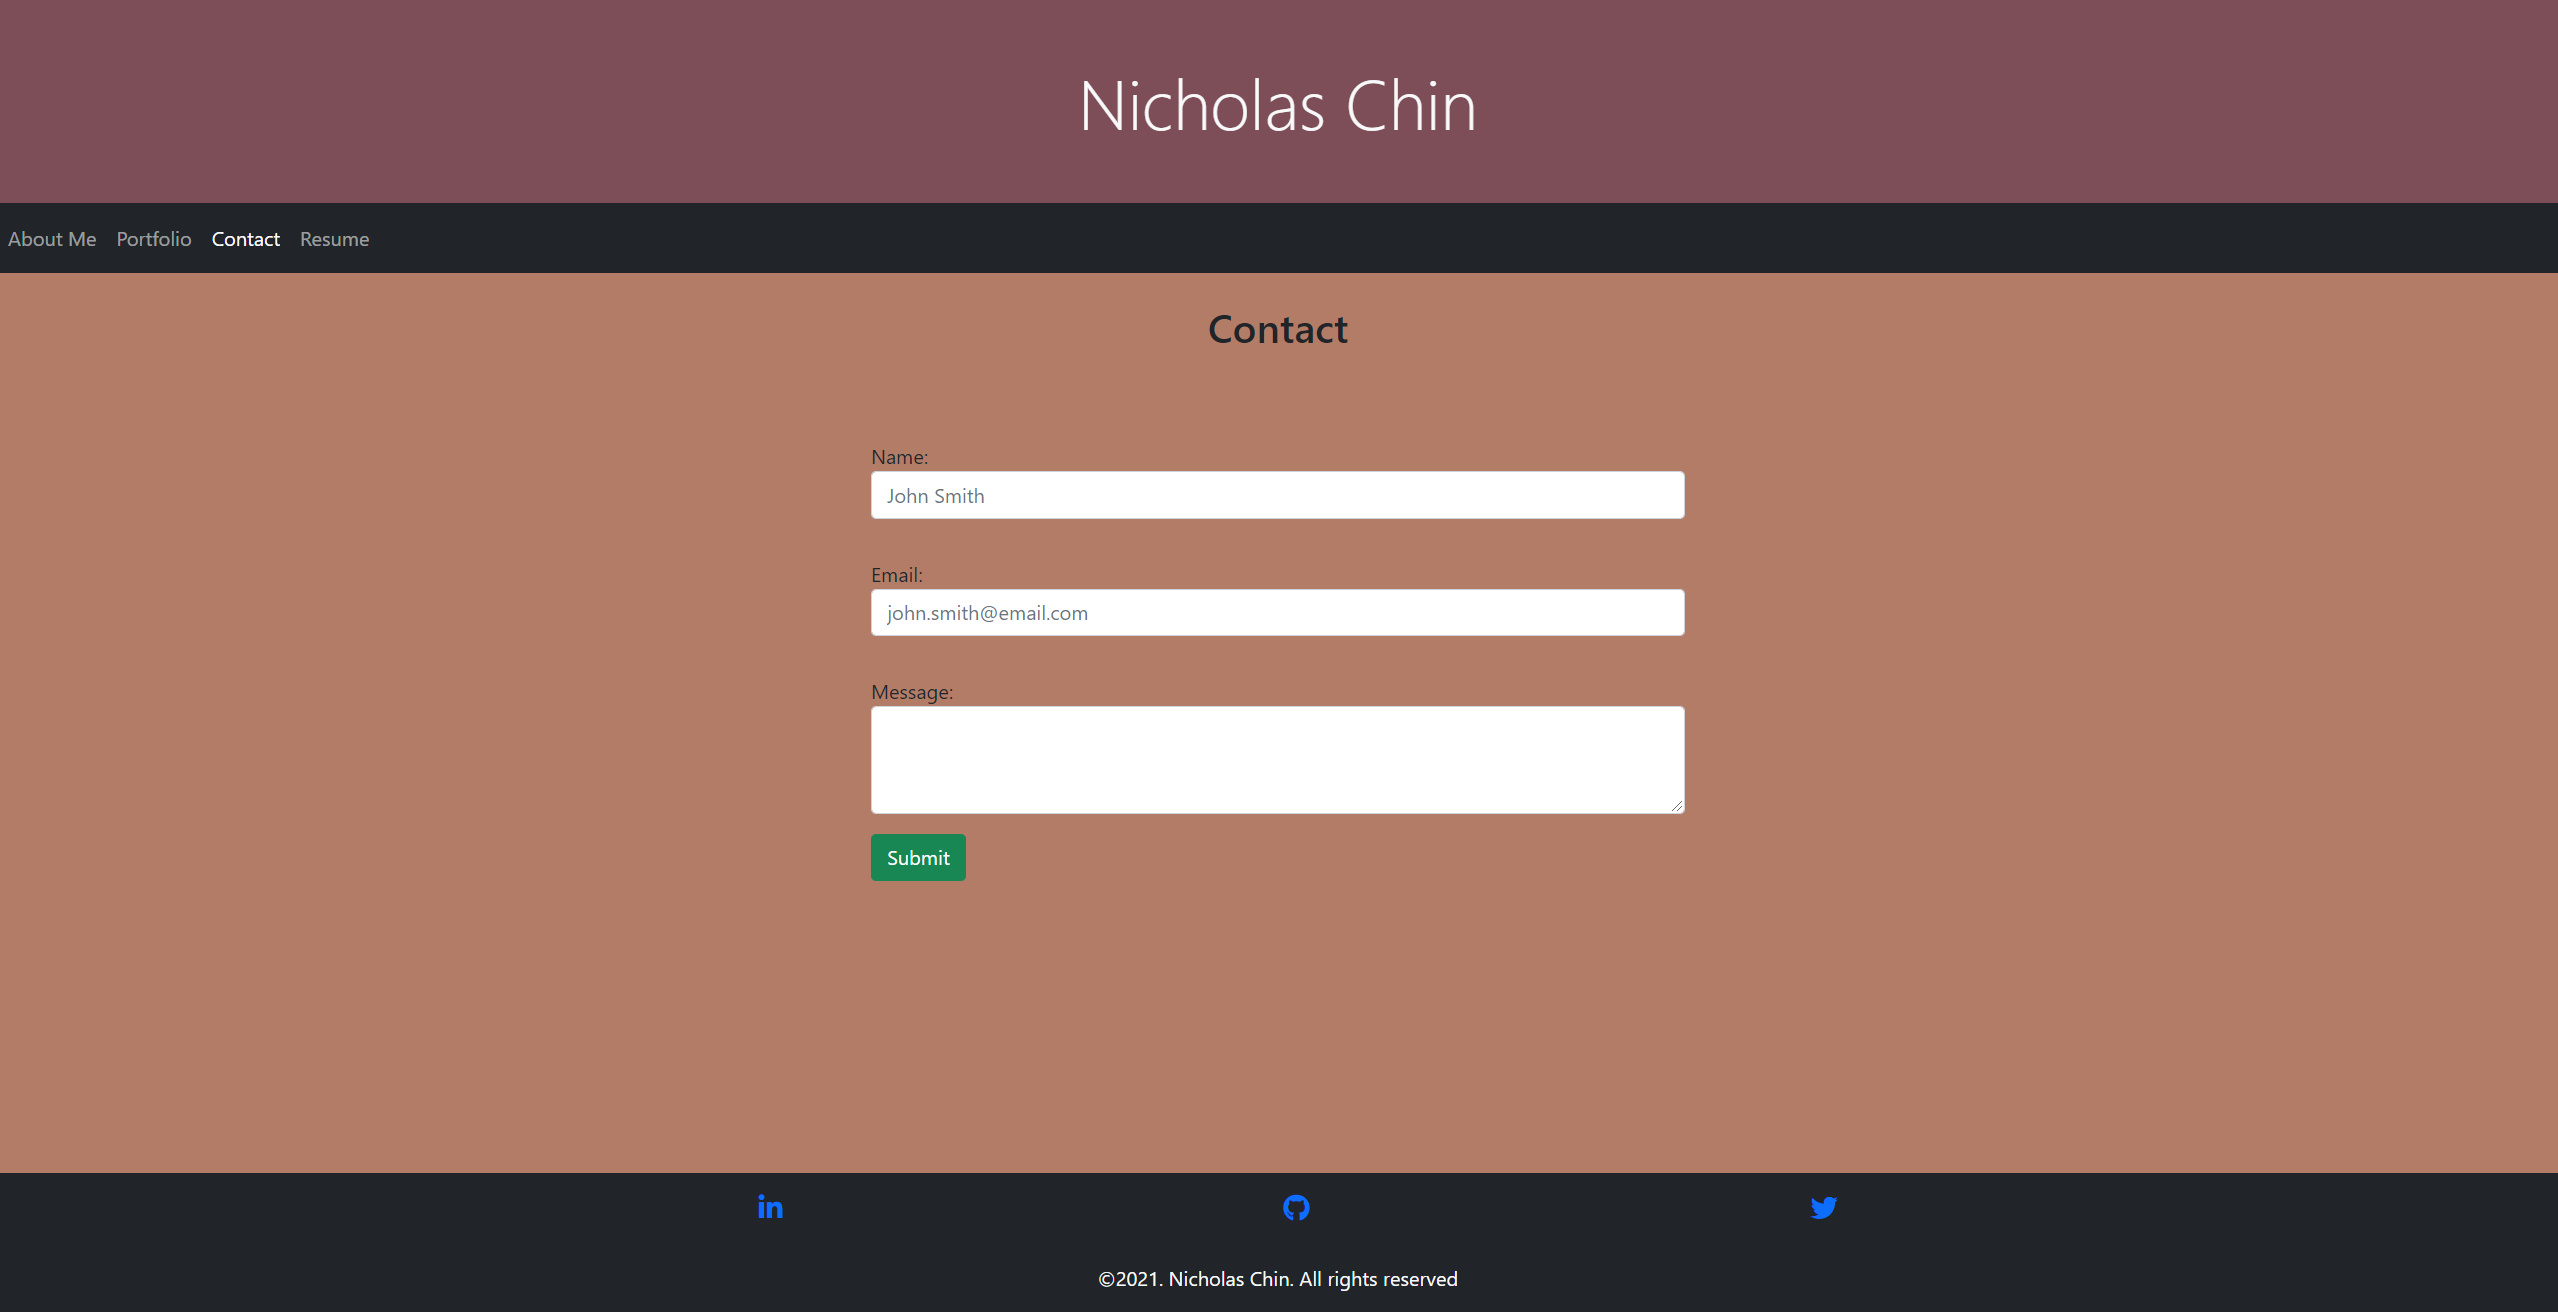 Nicholas Chin
About Me Portfolio Contact Resume
Contact
Name:
John Smith
Email:
john.smith@email.com
Message:
Submit
in
©2021. Nicholas Chin. All rights reserved